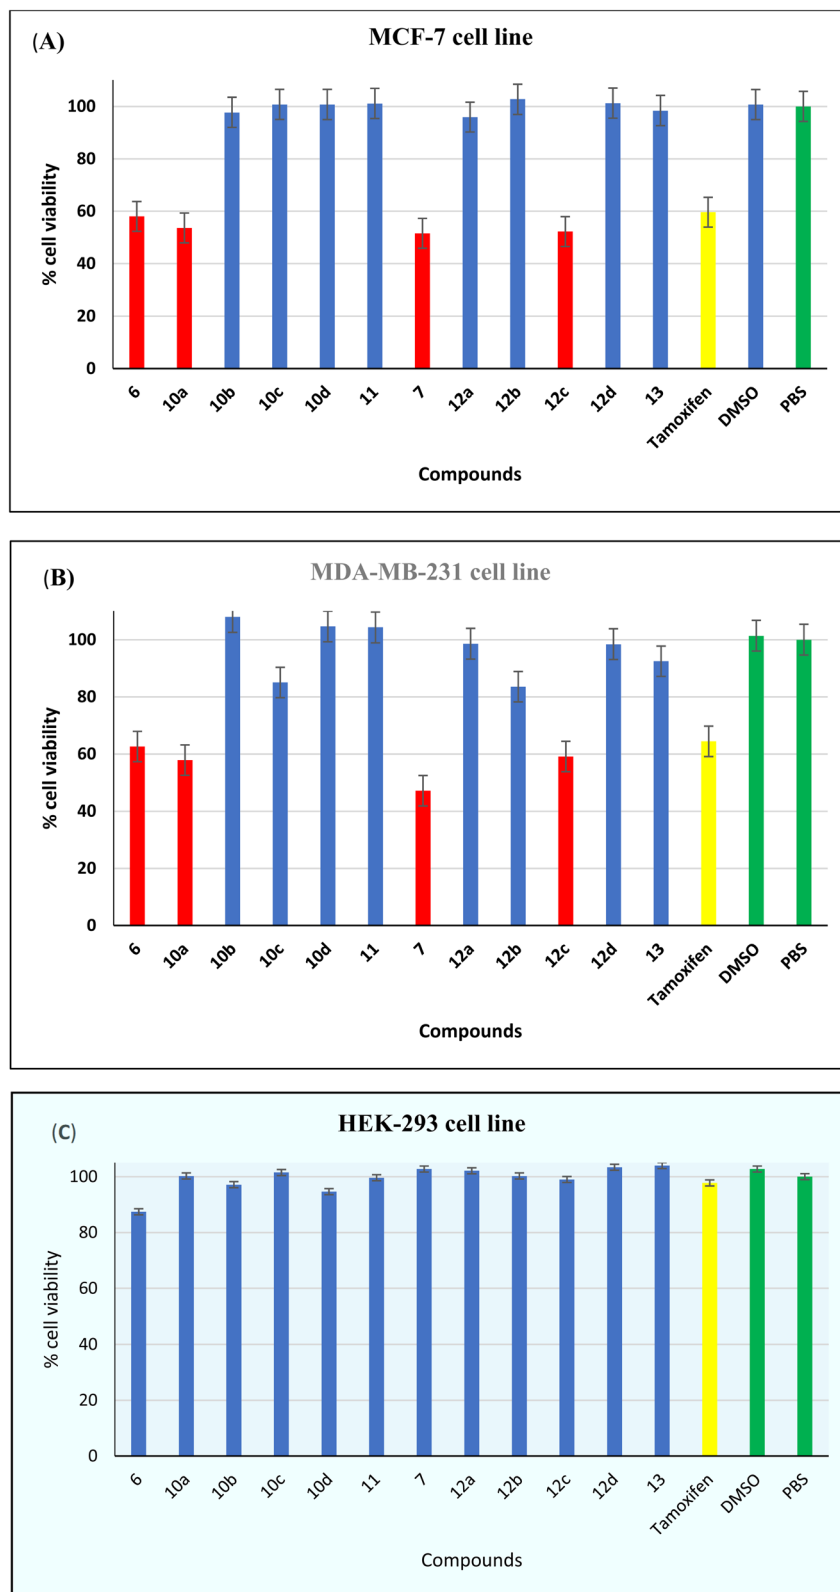 (A)
MCF-7 cell line
% cell viability
100
80
60
40
20
0
6 10a 10b 10c 10d 11 7 12a 12b 12c 12d 13 Tamoxifen DMSO PBS
Compounds
(B)
MDA-MB-231 cell line
% cell viability
100
80
60
40
20
0
6 10a 10b 10c 10d 11 7 12a 12b 12c 12d 13 Tamoxifen DMSO PBS
Compounds
(C)
HEK-293 cell line
% cell viability
100
80
60
40
20
0
6 10a 10b 10c 10d 11 7 12a 12b 12c 12d 13 Tamoxifen DMSO PBS
Compounds